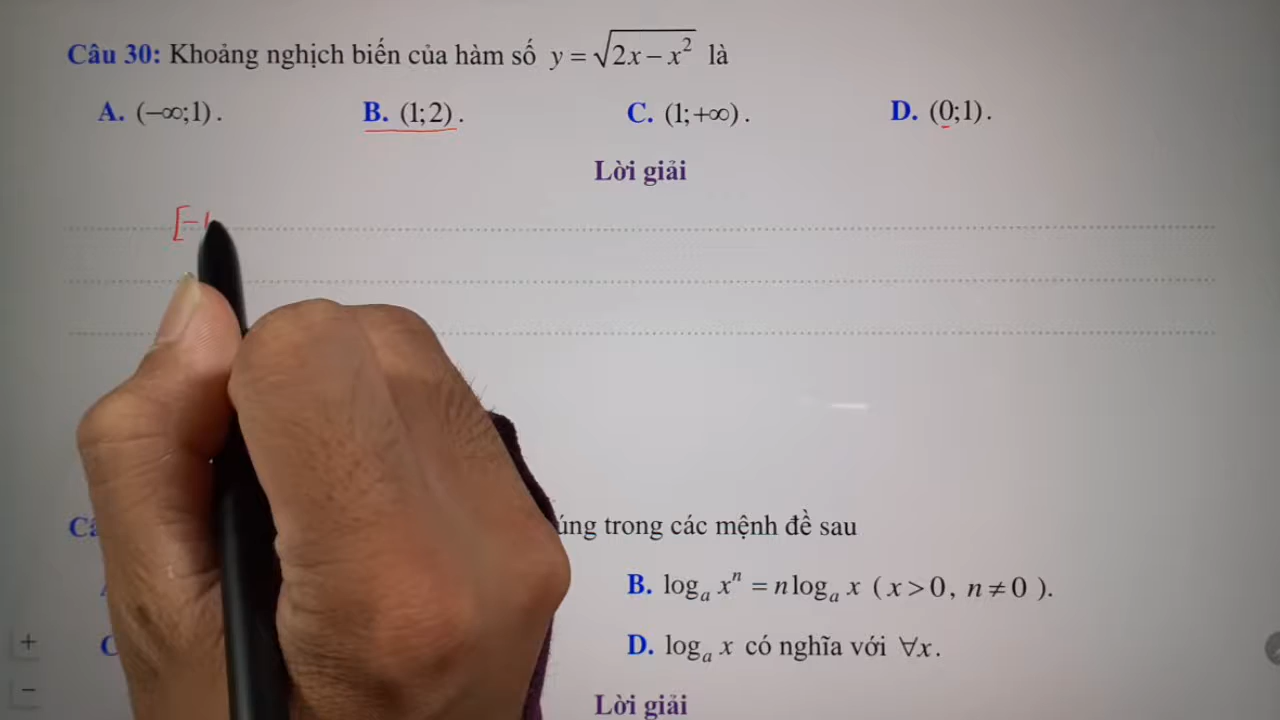 Câu 30: Khoảng nghịch biến của hàm số y = √(2x − x²) là
A. (−∞;1). B. (1;2). C. (1;+∞). D. (0;1).
Lời giải
[−1
úng trong các mệnh đề sau
B. logₐ xⁿ = n logₐ x (x > 0, n ≠ 0 ).
D. logₐ x có nghĩa với ∀x.
Lời giải
+
−